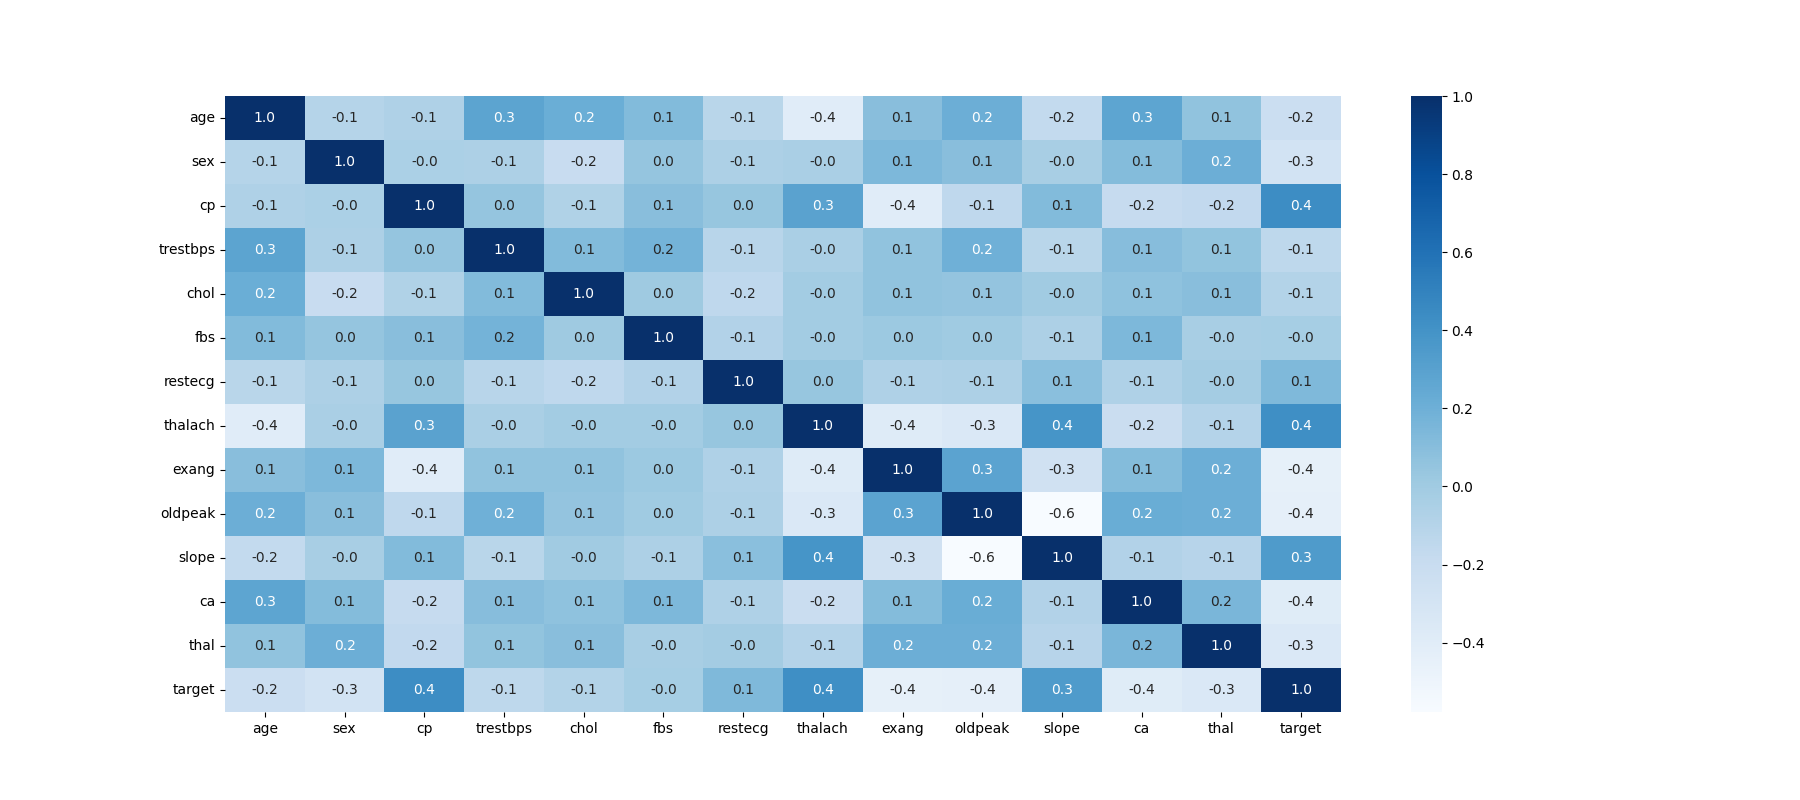 age 1.0 -0.1 -0.1 0.3 0.2 0.1 -0.1 -0.4 0.1 0.2 -0.2 0.3 0.1 -0.2
sex -0.1 1.0 -0.0 -0.1 -0.2 0.0 -0.1 -0.0 0.1 0.1 -0.0 0.1 0.2 -0.3
cp -0.1 -0.0 1.0 0.0 -0.1 0.1 0.0 0.3 -0.4 -0.1 0.1 -0.2 -0.2 0.4
trestbps 0.3 -0.1 0.0 1.0 0.1 0.2 -0.1 -0.0 0.1 0.2 -0.1 0.1 0.1 -0.1
chol 0.2 -0.2 -0.1 0.1 1.0 0.0 -0.2 -0.0 0.1 0.1 -0.0 0.1 0.1 -0.1
fbs 0.1 0.0 0.1 0.2 0.0 1.0 -0.1 -0.0 0.0 0.0 -0.1 0.1 -0.0 -0.0
restecg -0.1 -0.1 0.0 -0.1 -0.2 -0.1 1.0 0.0 -0.1 -0.1 0.1 -0.1 -0.0 0.1
thalach -0.4 -0.0 0.3 -0.0 -0.0 -0.0 0.0 1.0 -0.4 -0.3 0.4 -0.2 -0.1 0.4
exang 0.1 0.1 -0.4 0.1 0.1 0.0 -0.1 -0.4 1.0 0.3 -0.3 0.1 0.2 -0.4
oldpeak 0.2 0.1 -0.1 0.2 0.1 0.0 -0.1 -0.3 0.3 1.0 -0.6 0.2 0.2 -0.4
slope -0.2 -0.0 0.1 -0.1 -0.0 -0.1 0.1 0.4 -0.3 -0.6 1.0 -0.1 -0.1 0.3
ca 0.3 0.1 -0.2 0.1 0.1 0.1 -0.1 -0.2 0.1 0.2 -0.1 1.0 0.2 -0.4
thal 0.1 0.2 -0.2 0.1 0.1 -0.0 -0.0 -0.1 0.2 0.2 -0.1 0.2 1.0 -0.3
target -0.2 -0.3 0.4 -0.1 -0.1 -0.0 0.1 0.4 -0.4 -0.4 0.3 -0.4 -0.3 1.0
age sex cp trestbps chol fbs restecg thalach exang oldpeak slope ca thal target
1.0
0.8
0.6
0.4
0.2
0.0
−0.2
−0.4